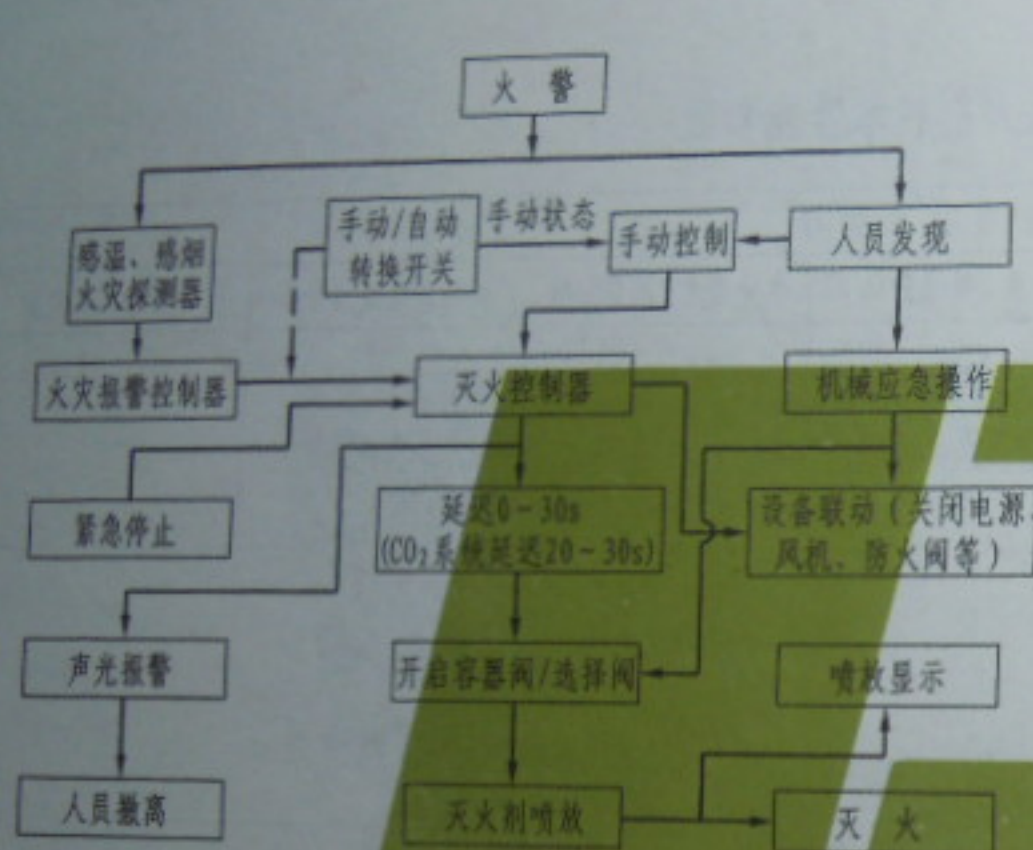 火 警
手动/自动
转换开关
手动状态
手动控制
人员发现
感温、感烟
火灾探测器
火灾报警控制器
灭火控制器
机械应急操作
紧急停止
延迟0-30s
(CO₂系统延迟20-30s)
设备联动（关闭电源、
风机、防火阀等）
声光报警
开启容器阀/选择阀
喷放显示
人员撤离
灭火剂喷放
灭 火